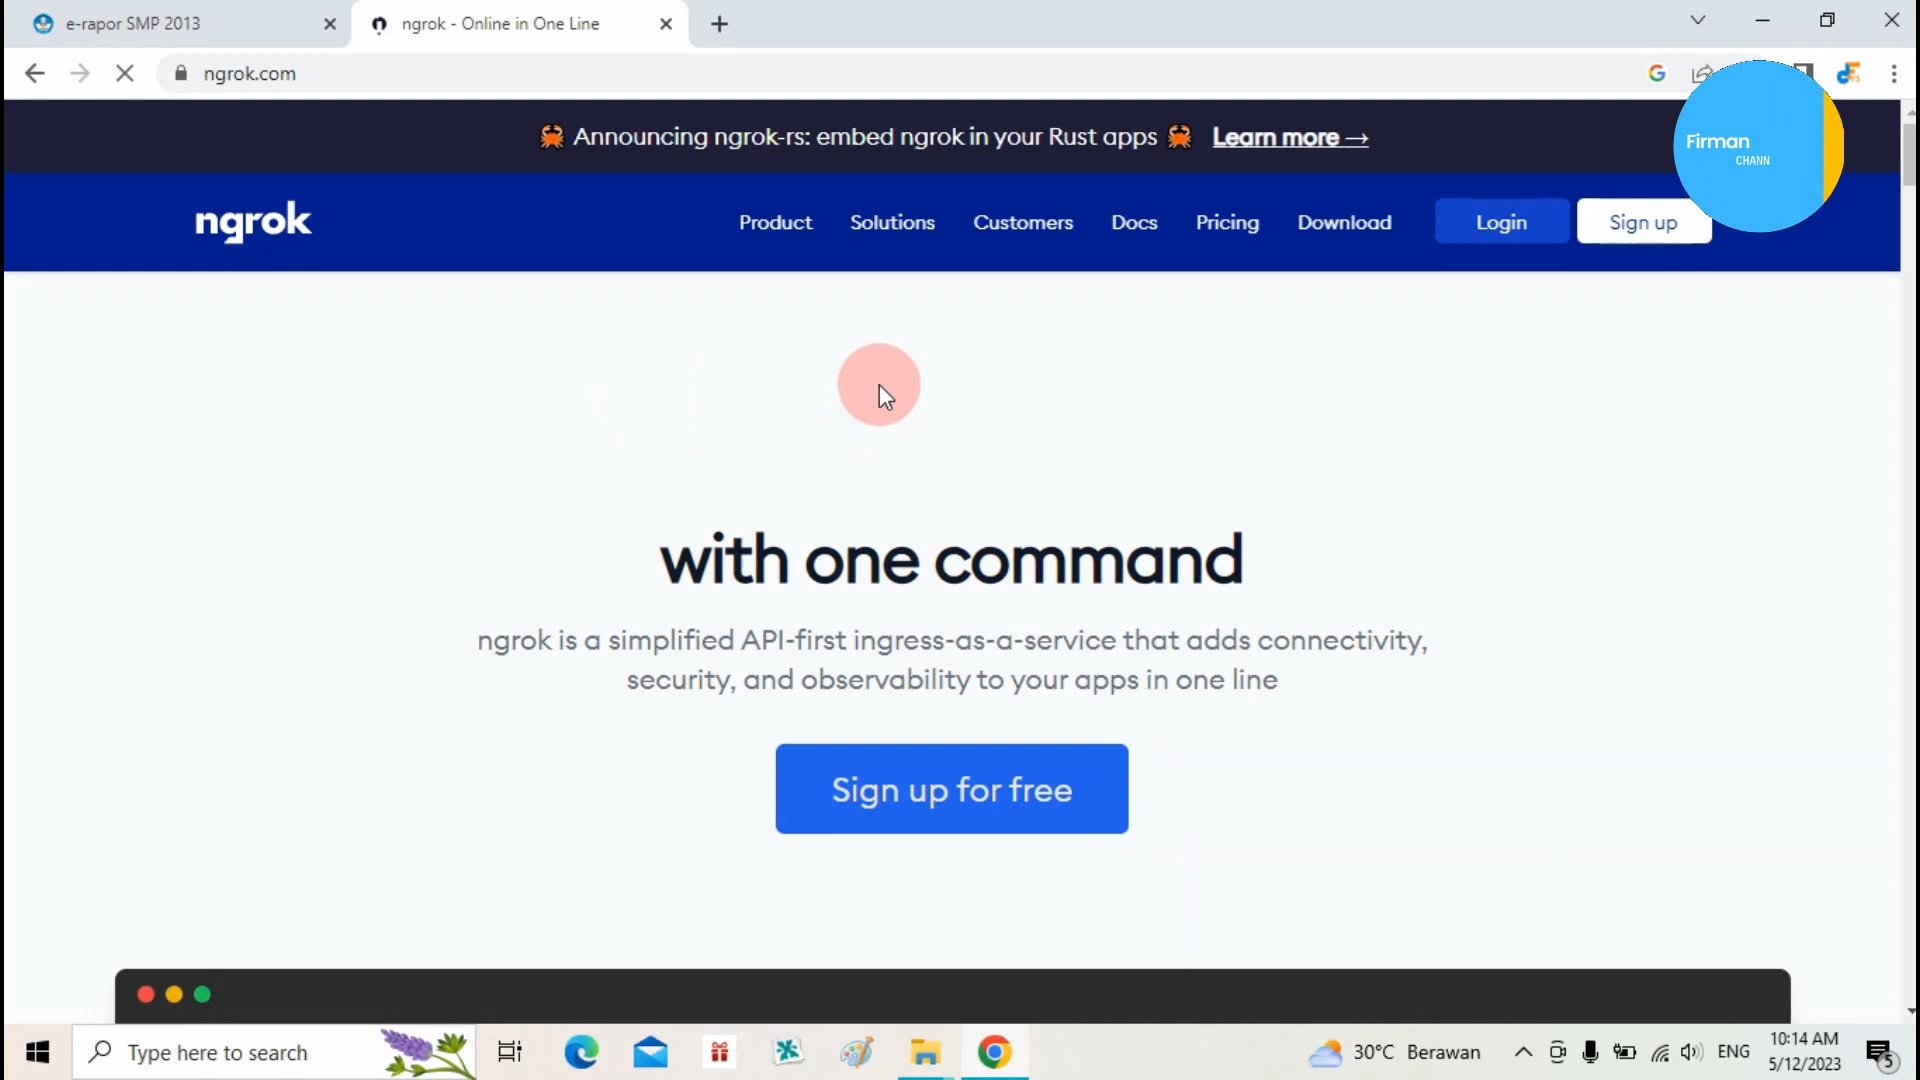 e-rapor SMP 2013
ngrok - Online in One Line
ngrok.com
Announcing ngrok-rs: embed ngrok in your Rust apps
Learn more →
Firman
CHANN
ngrok
Product
Solutions
Customers
Docs
Pricing
Download
Login
Sign up
with one command
ngrok is a simplified API-first ingress-as-a-service that adds connectivity,
security, and observability to your apps in one line
Sign up for free
Type here to search
30°C Berawan
ENG
10:14 AM
5/12/2023
5